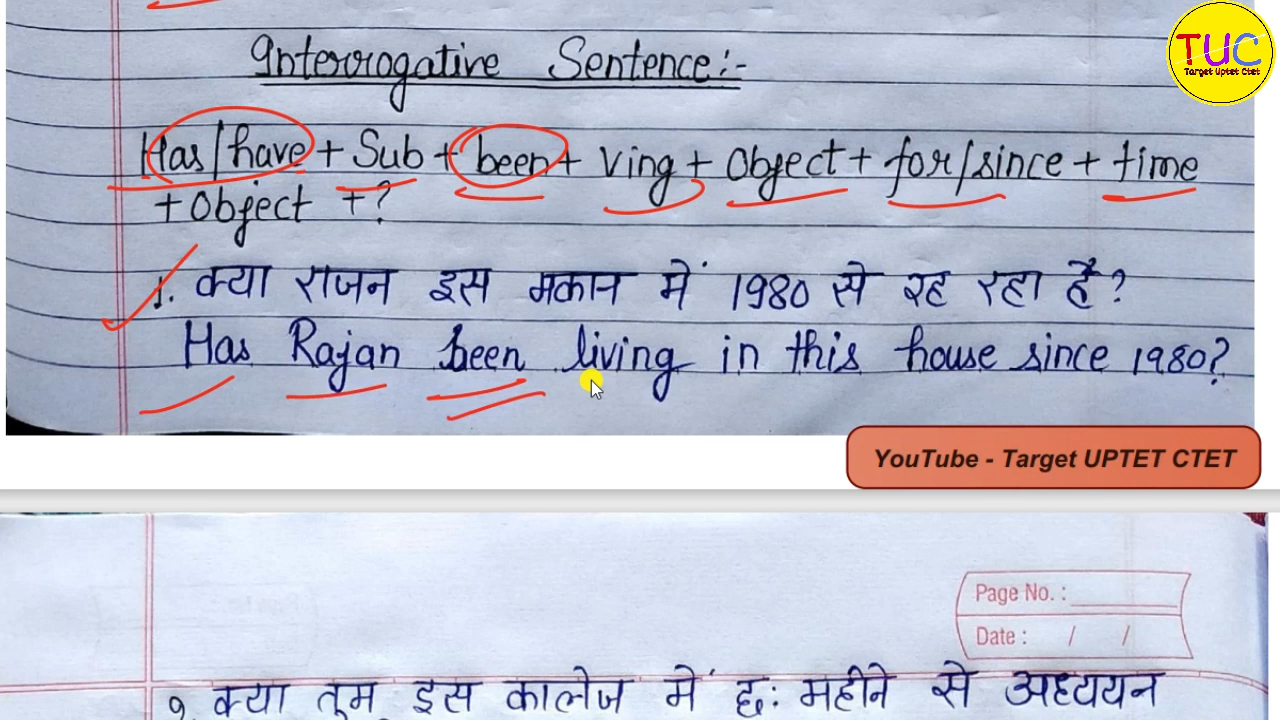 TUC
Target Uptet Ctet
Interrogative Sentence:-
Has/have + Sub + been + Ving + Object + for/since + time
+ Object + ?
1. क्या राजन इस मकान में 1980 से रह रहा है?
Has Rajan been living in this house since 1980?
YouTube - Target UPTET CTET
Page No. :
Date : / /
क्या तुम इस कालेज में छः महीने से अध्ययन